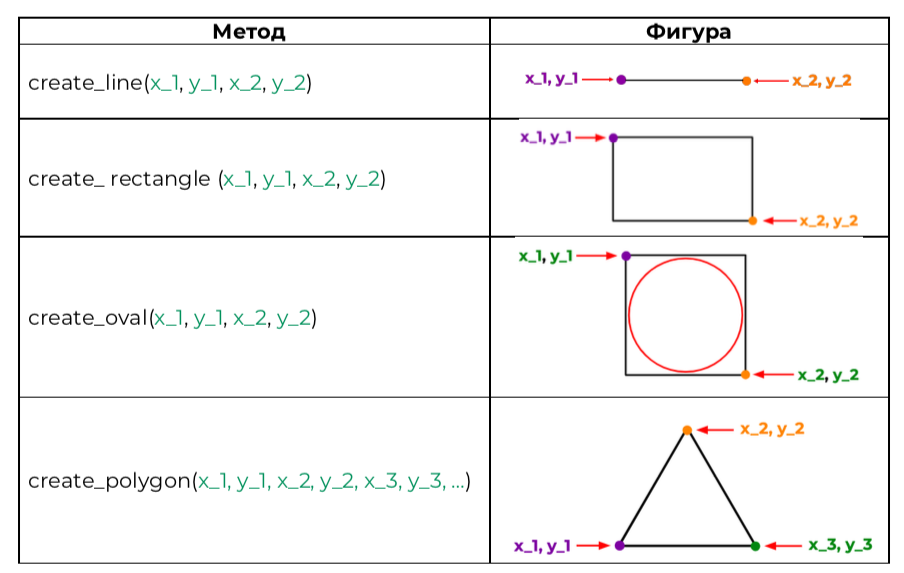 Метод
Фигура
create_line(x_1, y_1, x_2, y_2)
x_1, y_1
x_2, y_2
create_ rectangle (x_1, y_1, x_2, y_2)
x_1, y_1
x_2, y_2
create_oval(x_1, y_1, x_2, y_2)
x_1, y_1
x_2, y_2
create_polygon(x_1, y_1, x_2, y_2, x_3, y_3, ...)
x_2, y_2
x_1, y_1
x_3, y_3